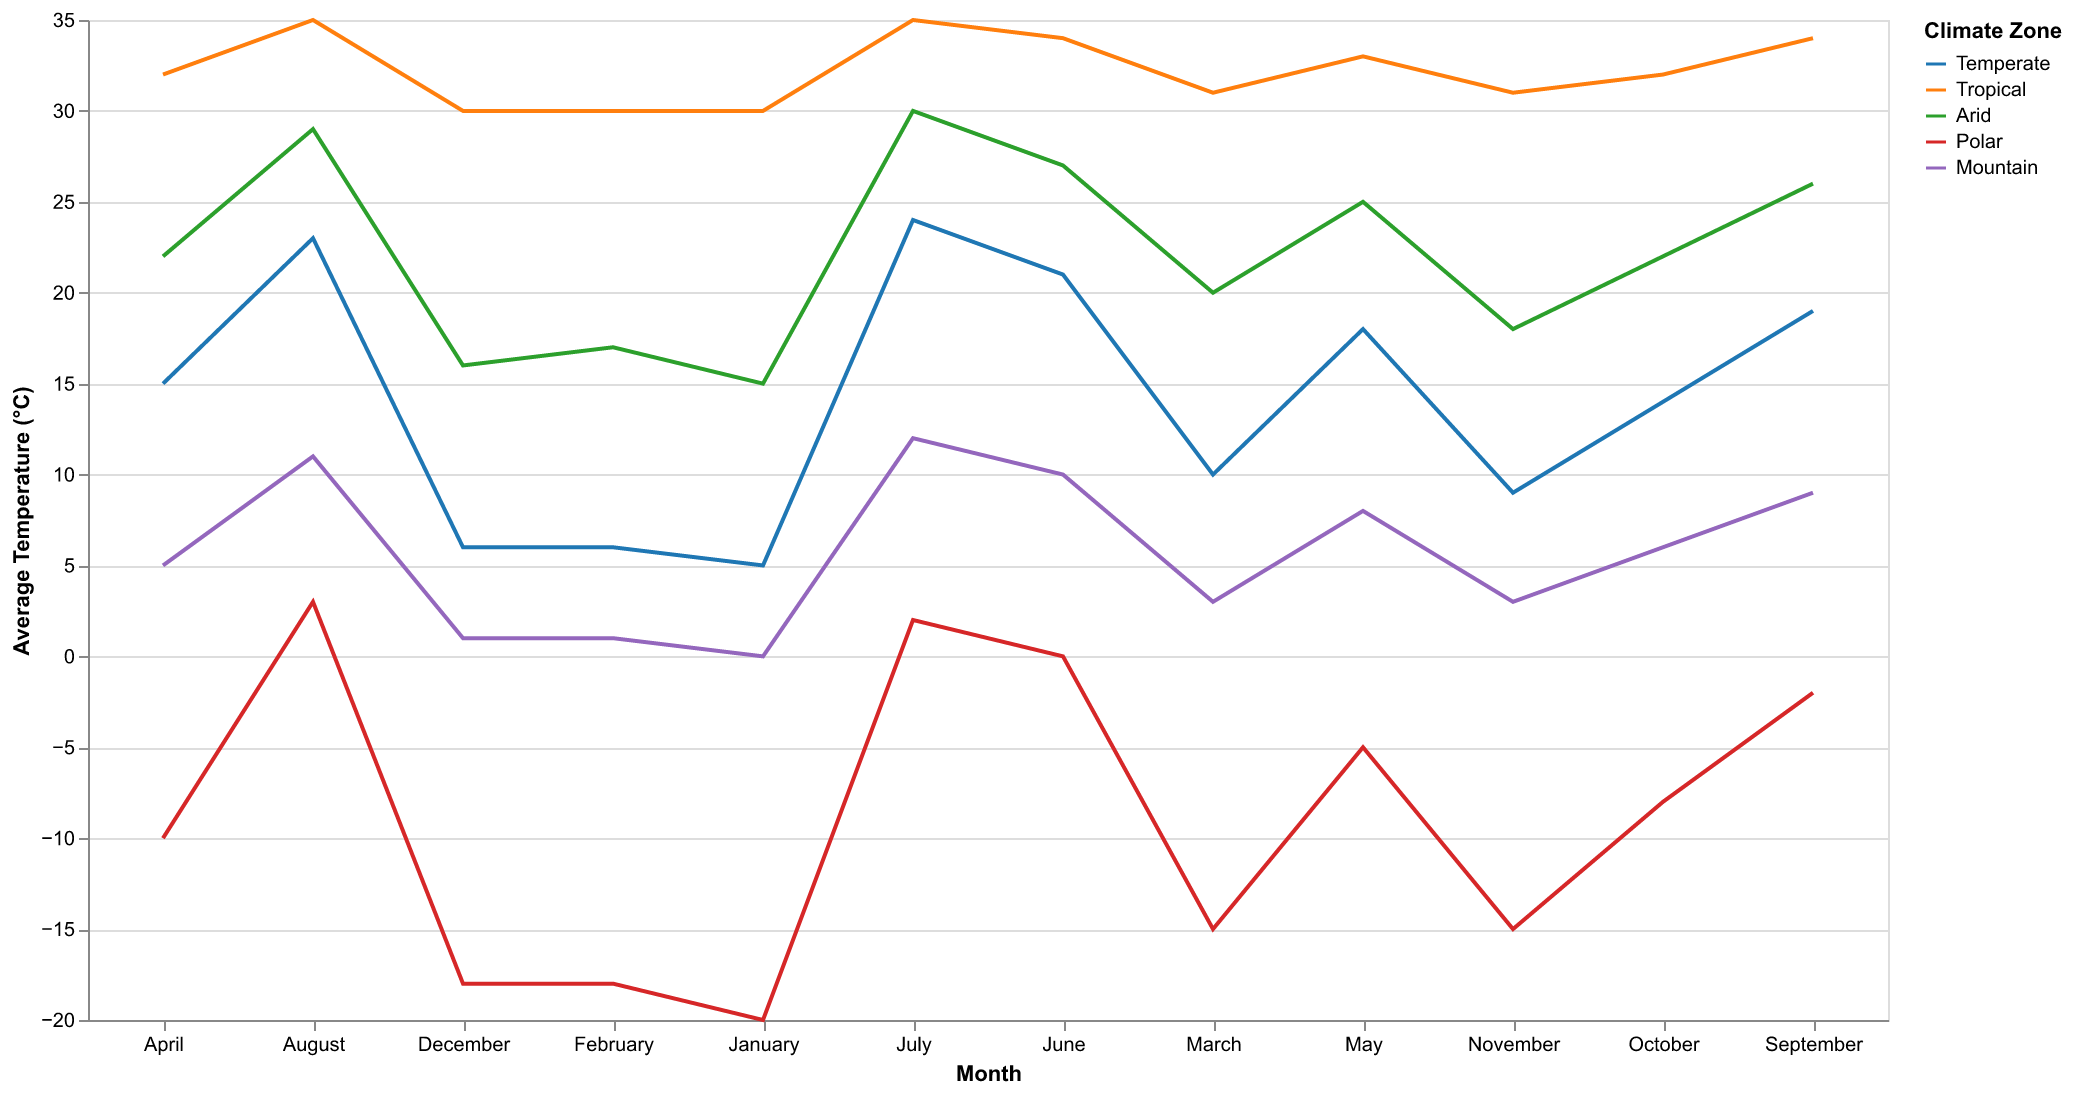 35
30
25
20
15
10
5
0
−5
−10
−15
−20
Average Temperature (°C)
April August December February January July June March May November October September
Month
Climate Zone
Temperate
Tropical
Arid
Polar
Mountain